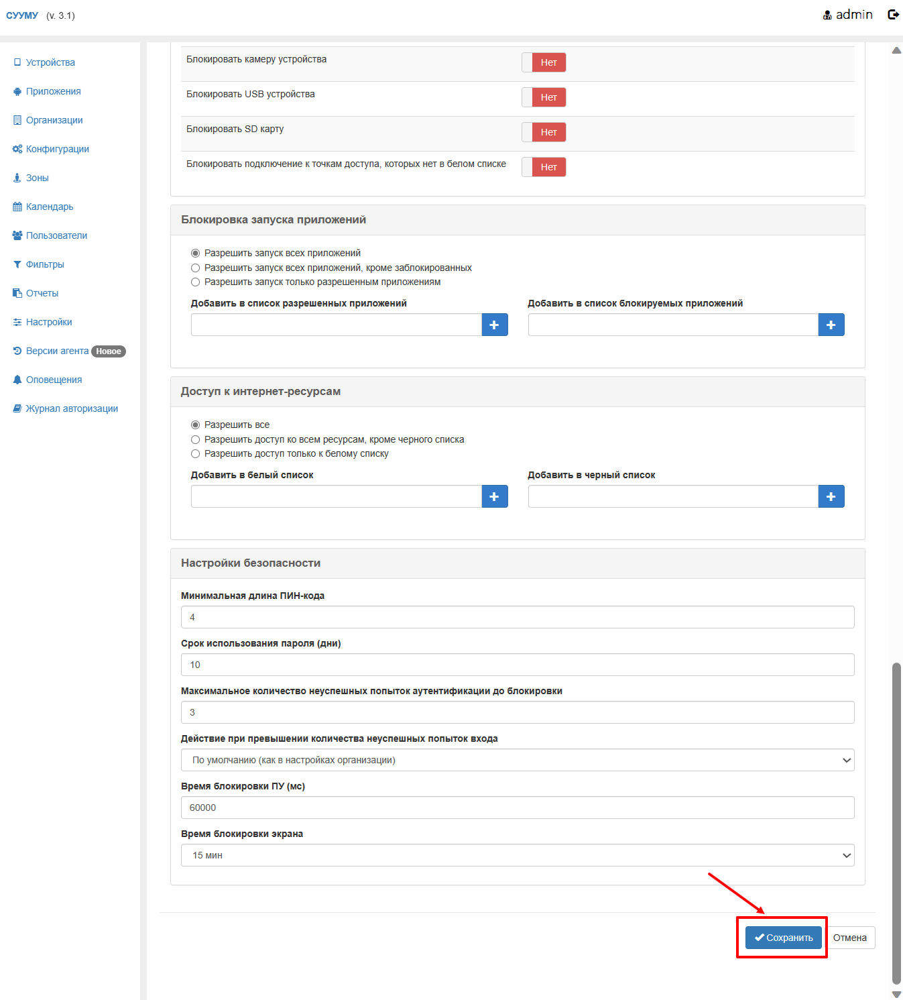 СУУМУ (v. 3.1)
admin
Устройства
Приложения
Организации
Конфигурации
Зоны
Календарь
Пользователи
Фильтры
Отчеты
Настройки
Версии агента Новое
Оповещения
Журнал авторизации
Блокировать камеру устройства Нет
Блокировать USB устройства Нет
Блокировать SD карту Нет
Блокировать подключение к точкам доступа, которых нет в белом списке Нет
Блокировка запуска приложений
Разрешить запуск всех приложений
Разрешить запуск всех приложений, кроме заблокированных
Разрешить запуск только разрешенным приложениям
Добавить в список разрешенных приложений Добавить в список блокируемых приложений
Доступ к интернет-ресурсам
Разрешить все
Разрешить доступ ко всем ресурсам, кроме черного списка
Разрешить доступ только к белому списку
Добавить в белый список Добавить в черный список
Настройки безопасности
Минимальная длина ПИН-кода
4
Срок использования пароля (дни)
10
Максимальное количество неуспешных попыток аутентификации до блокировки
3
Действие при превышении количества неуспешных попыток входа
По умолчанию (как в настройках организации)
Время блокировки ПУ (мс)
60000
Время блокировки экрана
15 мин
Сохранить Отмена